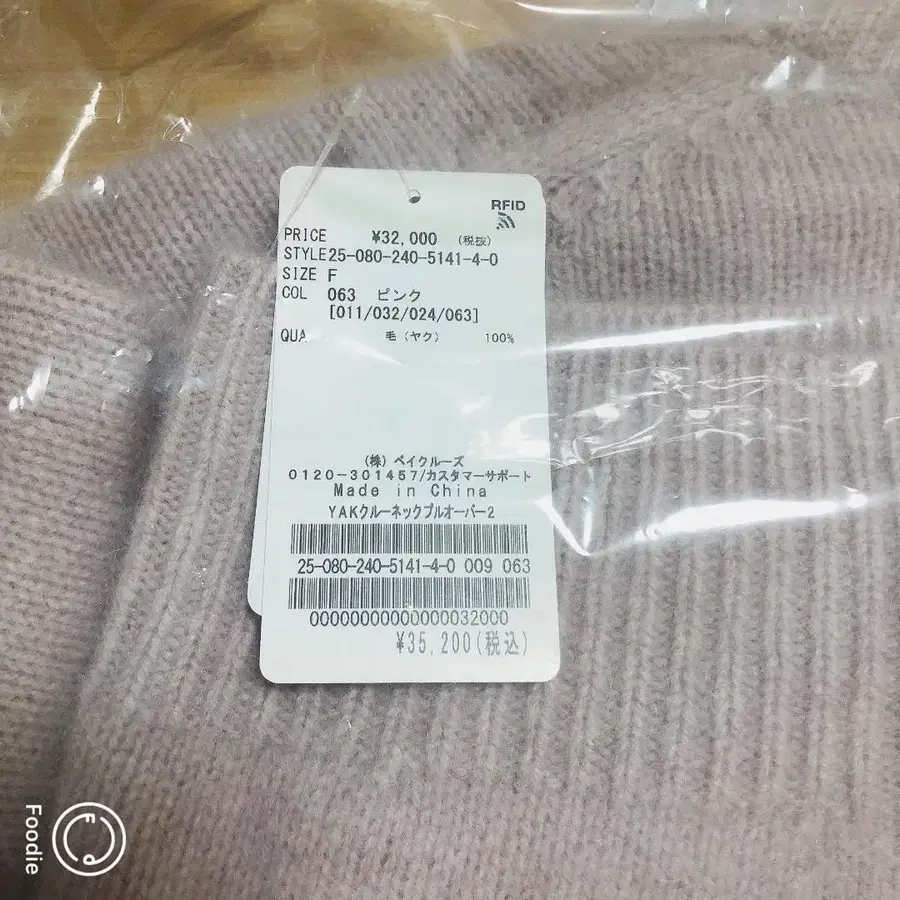 RFID
PRICE ¥32,000 (税抜)
STYLE25-080-240-5141-4-0
SIZE F
COL 063 ピンク
[011/032/024/063]
QUA 毛(ヤク) 100%
(株)ベイクルーズ
0120-301457/カスタマーサポート
Made in China
YAKクルーネックプルオーバー2
25-080-240-5141-4-0 009 063
00000000000000032000
¥35,200(税込)
Foodie